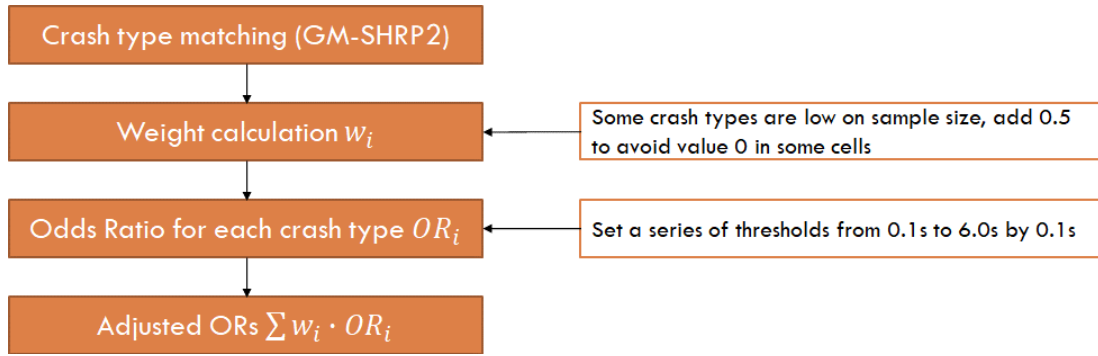 Crash type matching (GM-SHRP2)
Weight calculation wᵢ
Some crash types are low on sample size, add 0.5
to avoid value 0 in some cells
Odds Ratio for each crash type ORᵢ
Set a series of thresholds from 0.1s to 6.0s by 0.1s
Adjusted ORs ∑ wᵢ · ORᵢ